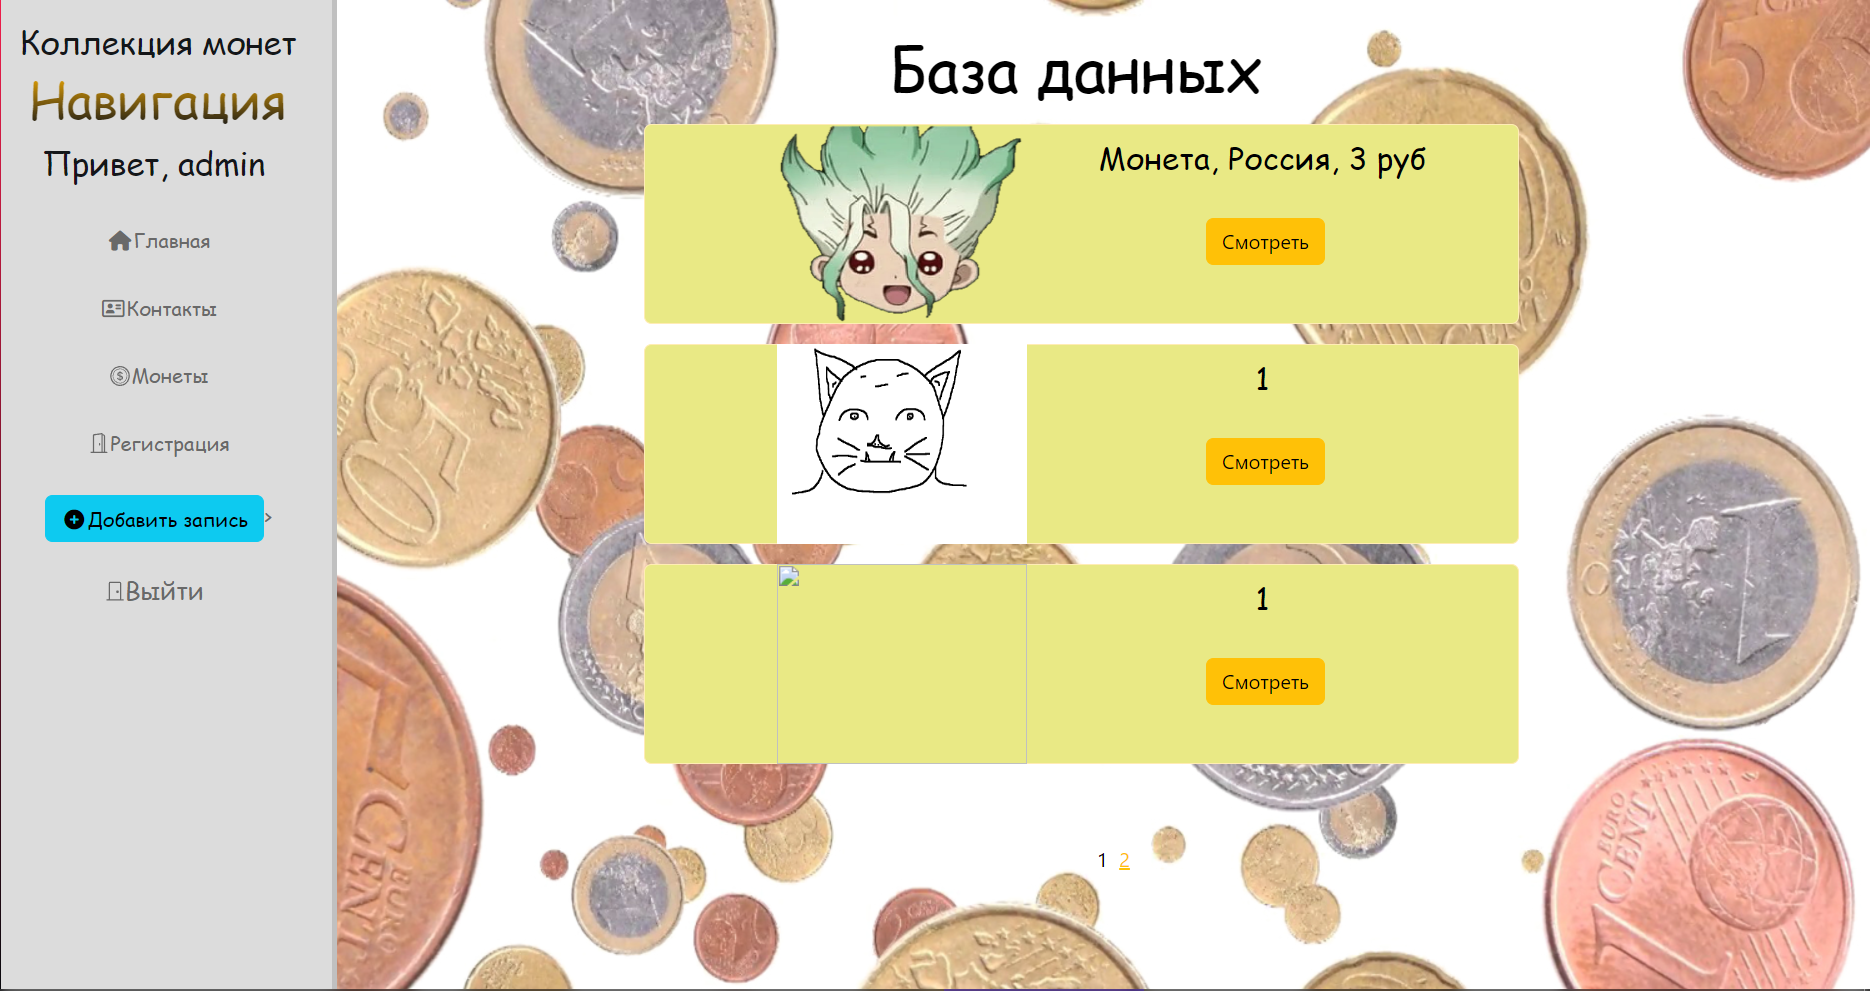 Коллекция монет
Навигация
Привет, admin
Главная
Контакты
Монеты
Регистрация
Добавить запись >
Выйти
База данных
Монета, Россия, 3 руб
Смотреть
1
Смотреть
1
Смотреть
1 2